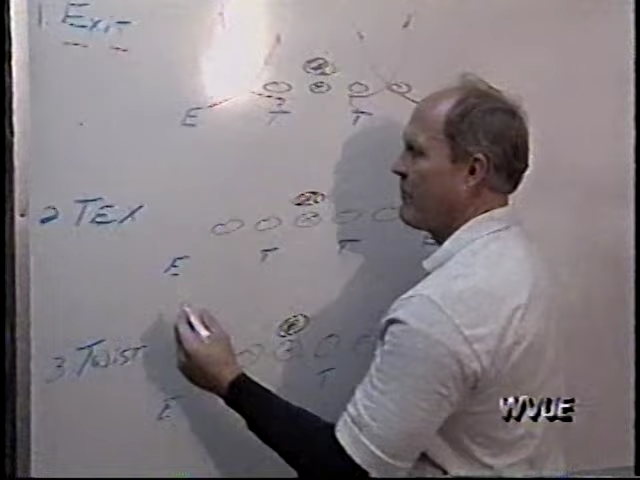 1. Exit
E T T
2 TEX
E T T
3. Twist
E T
WVUE